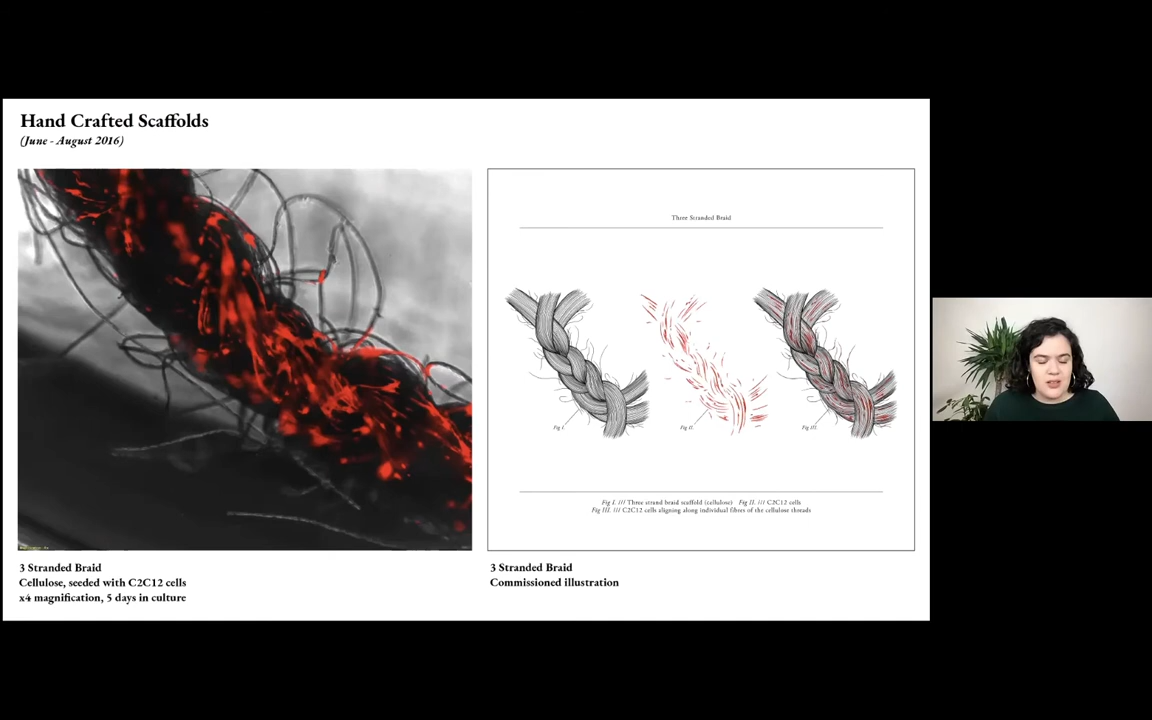 Hand Crafted Scaffolds
(June - August 2016)
Three Stranded Braid
Fig I.
Fig II.
Fig III.
Fig I. /// Three strand braid scaffold (cellulose) Fig II. /// C2C12 cells
Fig III. /// C2C12 cells aligning along individual fibres of the cellulose threads
3 Stranded Braid
Cellulose, seeded with C2C12 cells
x4 magnification, 5 days in culture
3 Stranded Braid
Commissioned illustration